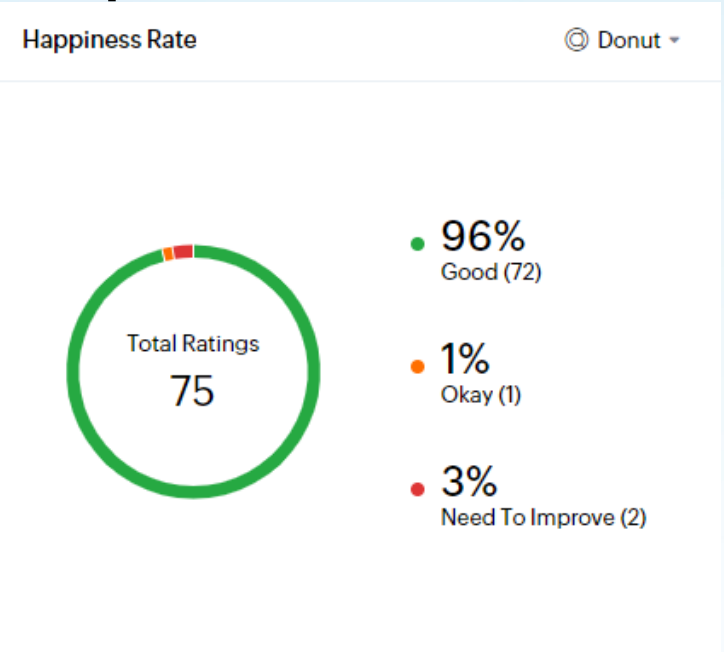 Happiness Rate
Donut
Total Ratings
75
96%
Good (72)
1%
Okay (1)
3%
Need To Improve (2)